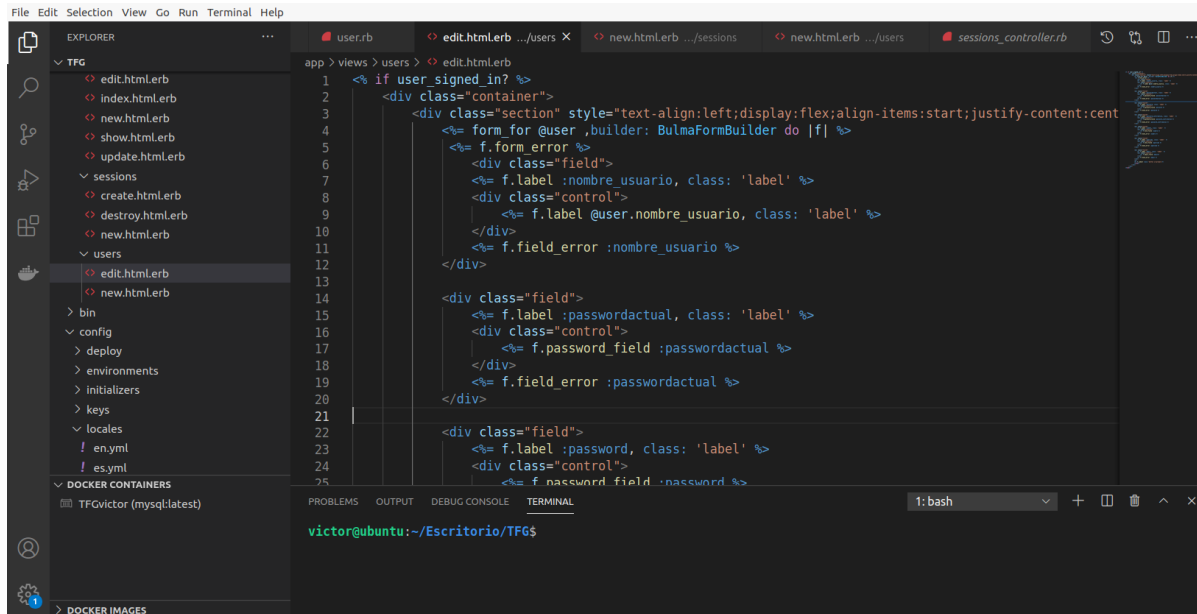 File Edit Selection View Go Run Terminal Help
EXPLORER ...
user.rb
edit.html.erb .../users ×
new.html.erb .../sessions
new.html.erb .../users
sessions_controller.rb
TFG
edit.html.erb
index.html.erb
new.html.erb
show.html.erb
update.html.erb
sessions
create.html.erb
destroy.html.erb
new.html.erb
users
edit.html.erb
new.html.erb
bin
config
deploy
environments
initializers
keys
locales
! en.yml
! es.yml
DOCKER CONTAINERS
TFGvictor (mysql:latest)
1
DOCKER IMAGES
app > views > users > edit.html.erb
1 <% if user_signed_in? %>
2 <div class="container">
3 <div class="section" style="text-align:left;display:flex;align-items:start;justify-content:cent
4 <%= form_for @user ,builder: BulmaFormBuilder do |f| %>
5 <%= f.form_error %>
6 <div class="field">
7 <%= f.label :nombre_usuario, class: 'label' %>
8 <div class="control">
9 <%= f.label @user.nombre_usuario, class: 'label' %>
10 </div>
11 <%= f.field_error :nombre_usuario %>
12 </div>
13
14 <div class="field">
15 <%= f.label :passwordactual, class: 'label' %>
16 <div class="control">
17 <%= f.password_field :passwordactual %>
18 </div>
19 <%= f.field_error :passwordactual %>
20 </div>
21
22 <div class="field">
23 <%= f.label :password, class: 'label' %>
24 <div class="control">
25 <%= f.password_field :password %>
PROBLEMS OUTPUT DEBUG CONSOLE TERMINAL
1: bash
victor@ubuntu:~/Escritorio/TFG$